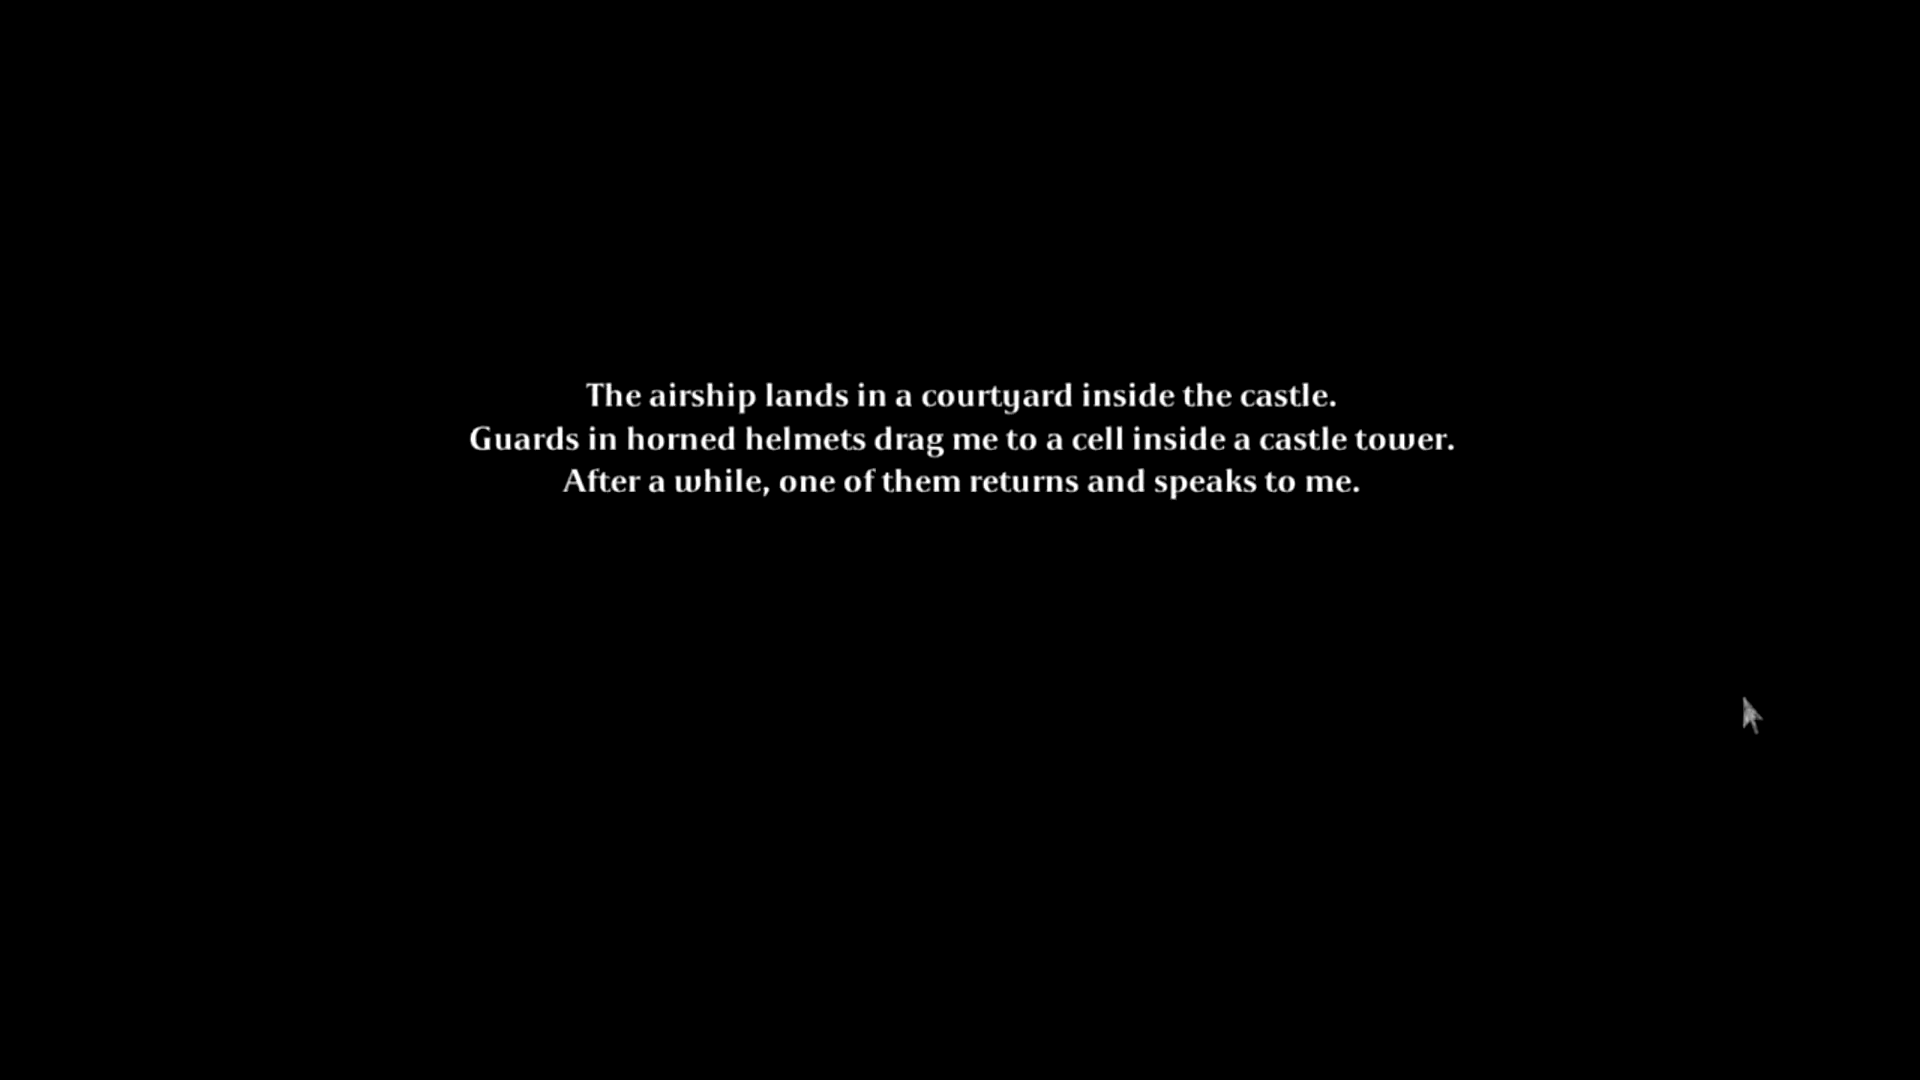 The airship lands in a courtyard inside the castle.
Guards in horned helmets drag me to a cell inside a castle tower.
After a while, one of them returns and speaks to me.